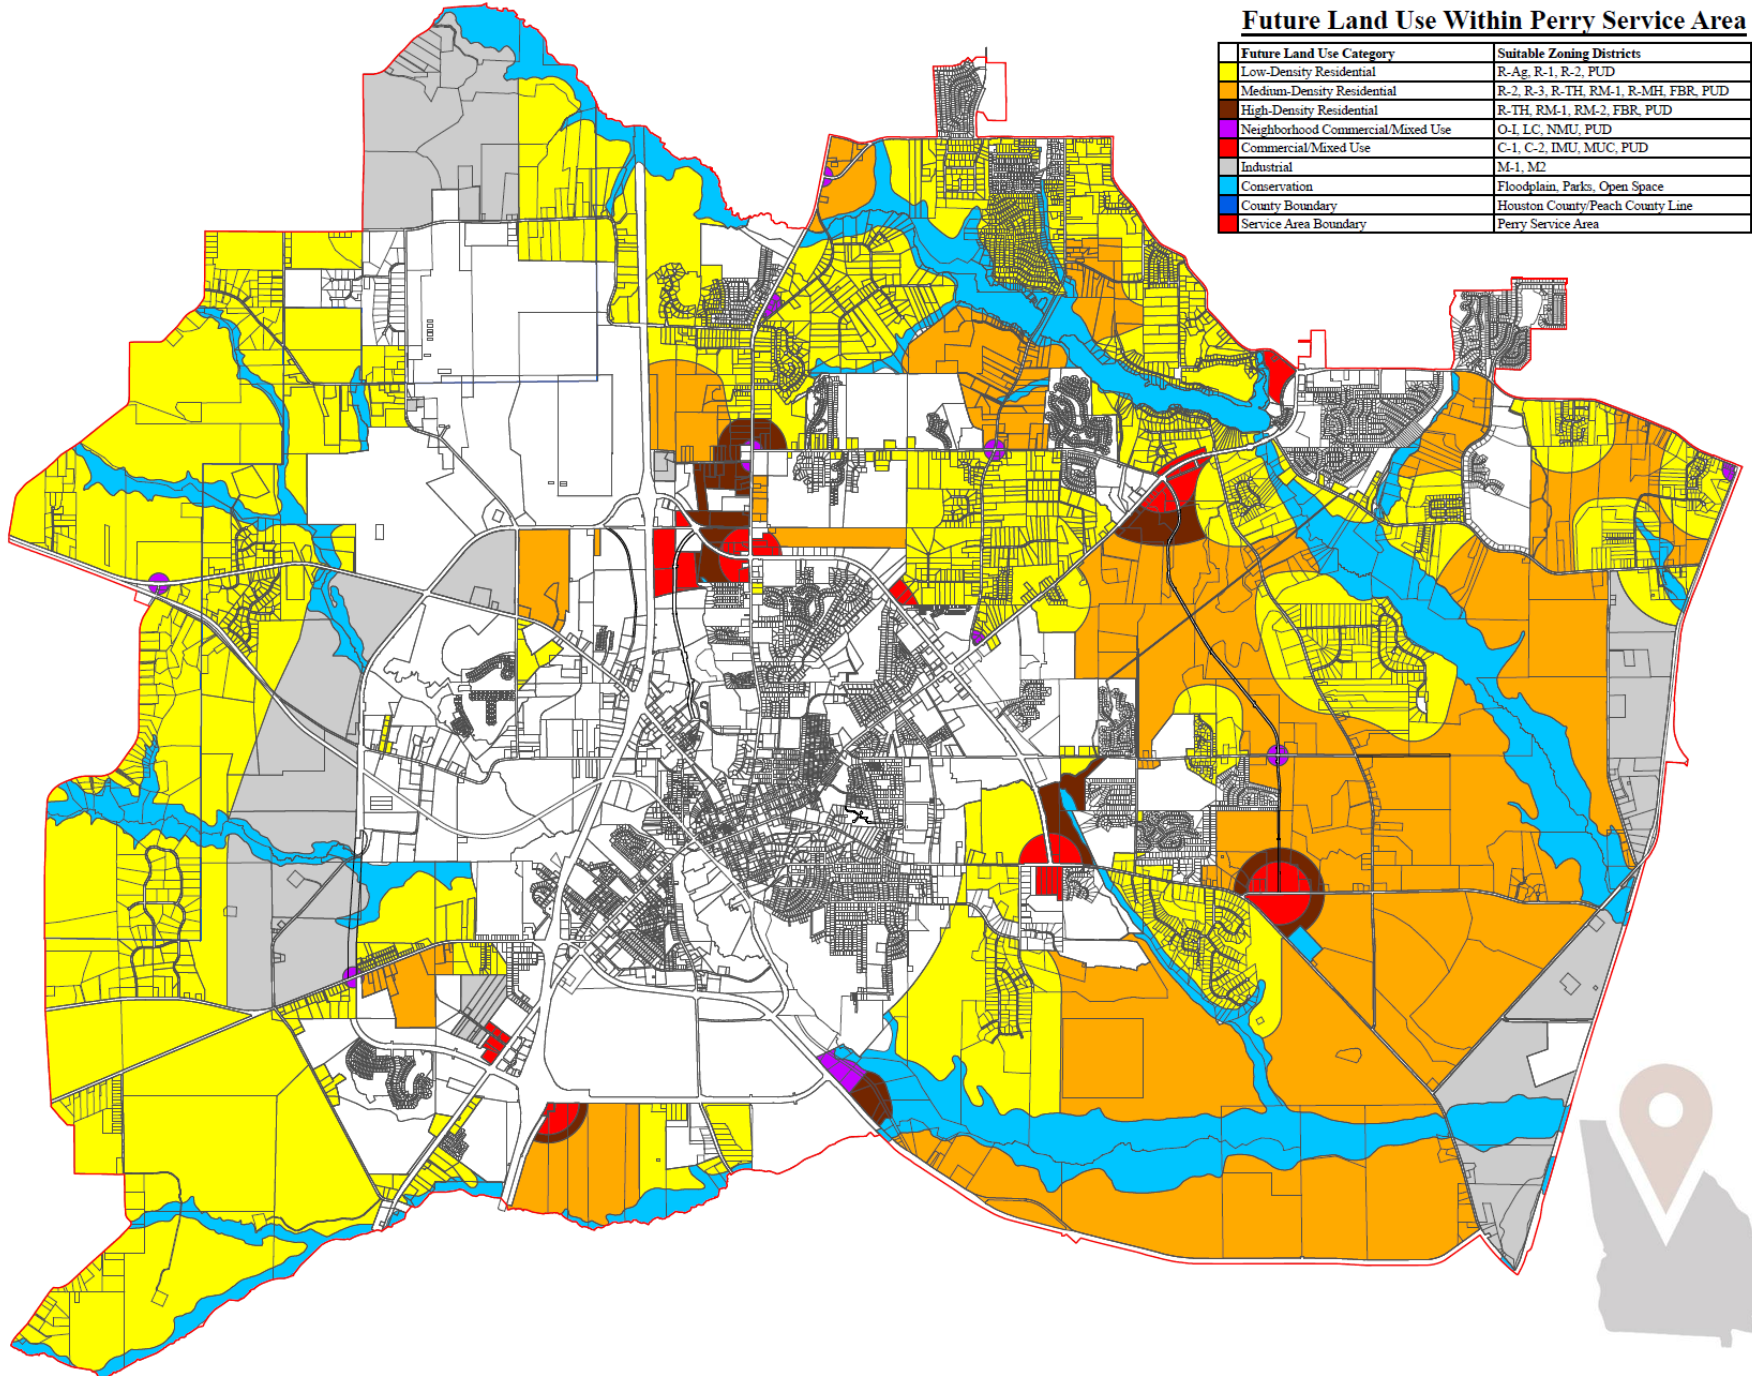 Future Land Use Within Perry Service Area
Future Land Use Category Suitable Zoning Districts
Low-Density Residential R-Ag, R-1, R-2, PUD
Medium-Density Residential R-2, R-3, R-TH, RM-1, R-MH, FBR, PUD
High-Density Residential R-TH, RM-1, RM-2, FBR, PUD
Neighborhood Commercial/Mixed Use O-I, LC, NMU, PUD
Commercial/Mixed Use C-1, C-2, IMU, MUC, PUD
Industrial M-1, M2
Conservation Floodplain, Parks, Open Space
County Boundary Houston County/Peach County Line
Service Area Boundary Perry Service Area